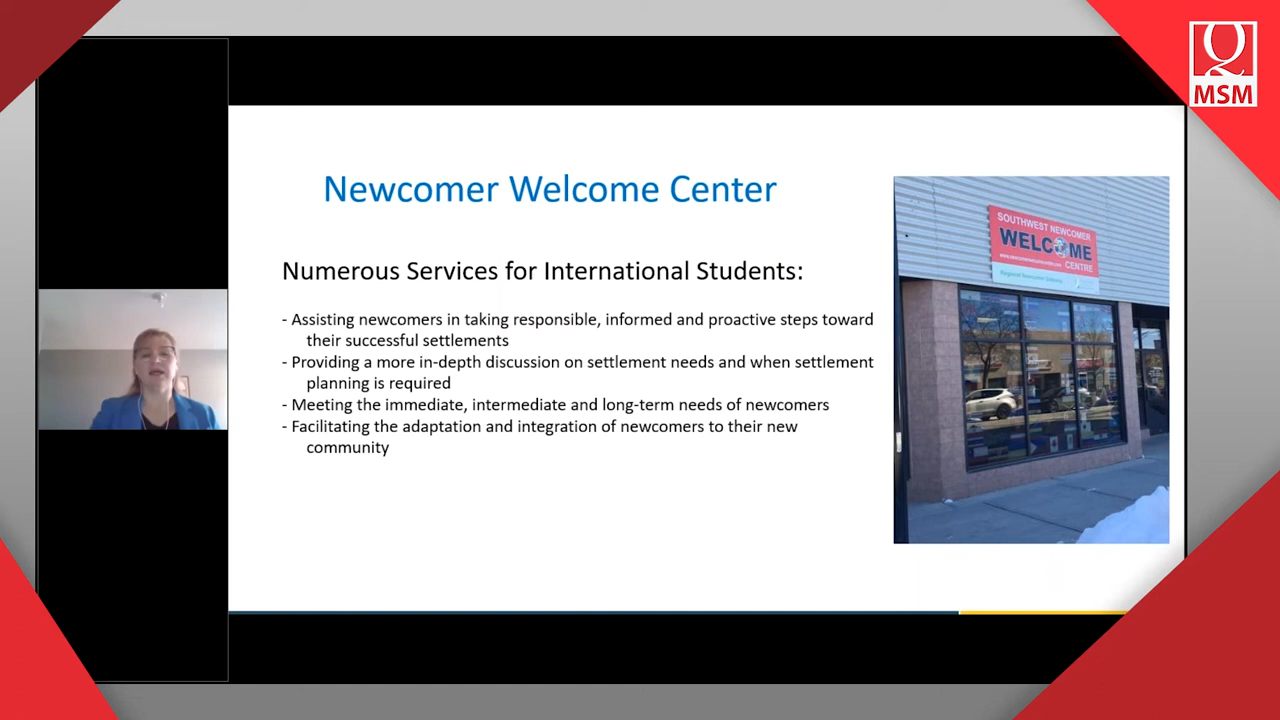 MSM
Newcomer Welcome Center
Numerous Services for International Students:
- Assisting newcomers in taking responsible, informed and proactive steps toward
their successful settlements
- Providing a more in-depth discussion on settlement needs and when settlement
planning is required
- Meeting the immediate, intermediate and long-term needs of newcomers
- Facilitating the adaptation and integration of newcomers to their new
community
SOUTHWEST NEWCOMER
WELCOME
CENTRE
Regional Newcomer Gateway